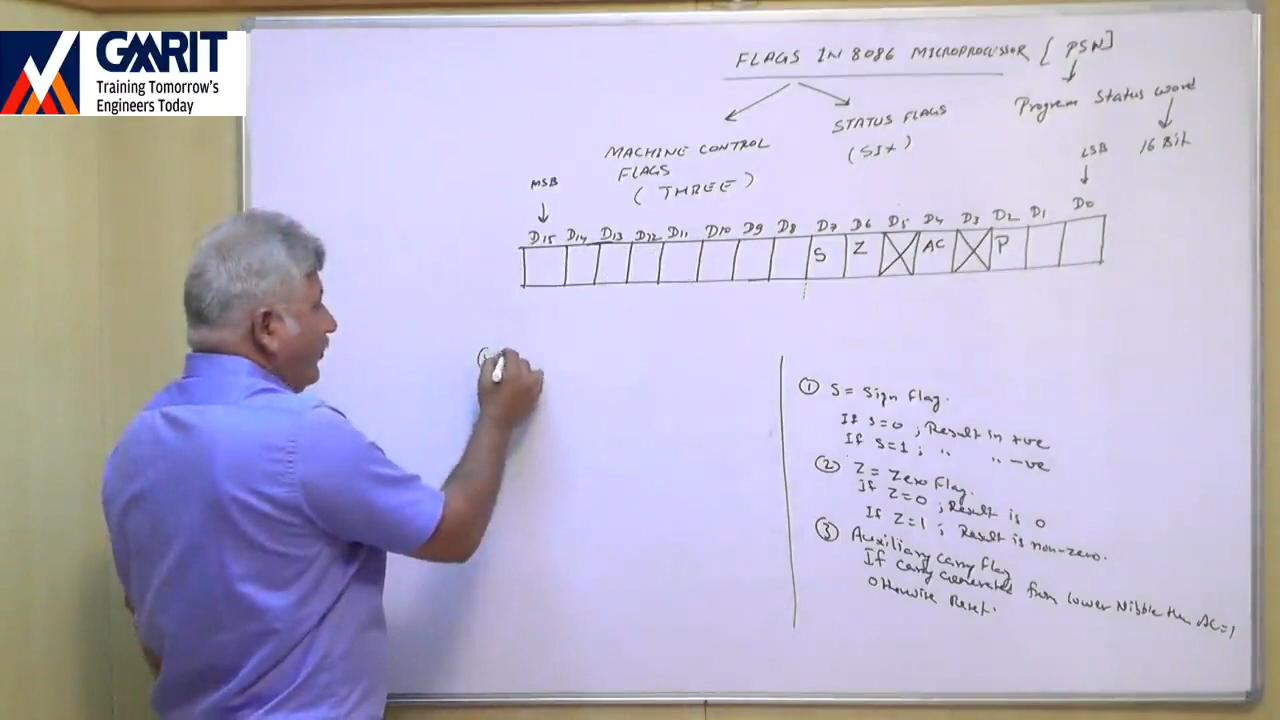 GMRIT
Training Tomorrow's
Engineers Today
FLAGS IN 8086 MICROPROCUSSOR [PSW]
Program Status Word
16 Bit
MACHINE CONTROL
FLAGS
(THREE)
STATUS FLAGS
(SIX)
MSB
LSB
D15 D14 D13 D12 D11 D10 D9 D8 D7 D6 D5 D4 D3 D2 D1 D0
S Z AC P
① S = Sign flag.
If S=0 ; Result in +ve
If S=1 ; " " -ve
② Z = Zero flag.
If Z=0 ; Result is 0
If Z=1 ; Result is non-zero.
③ Auxiliary carry flag
If carry generated from lower Nibble then AC=1
otherwise Reset.